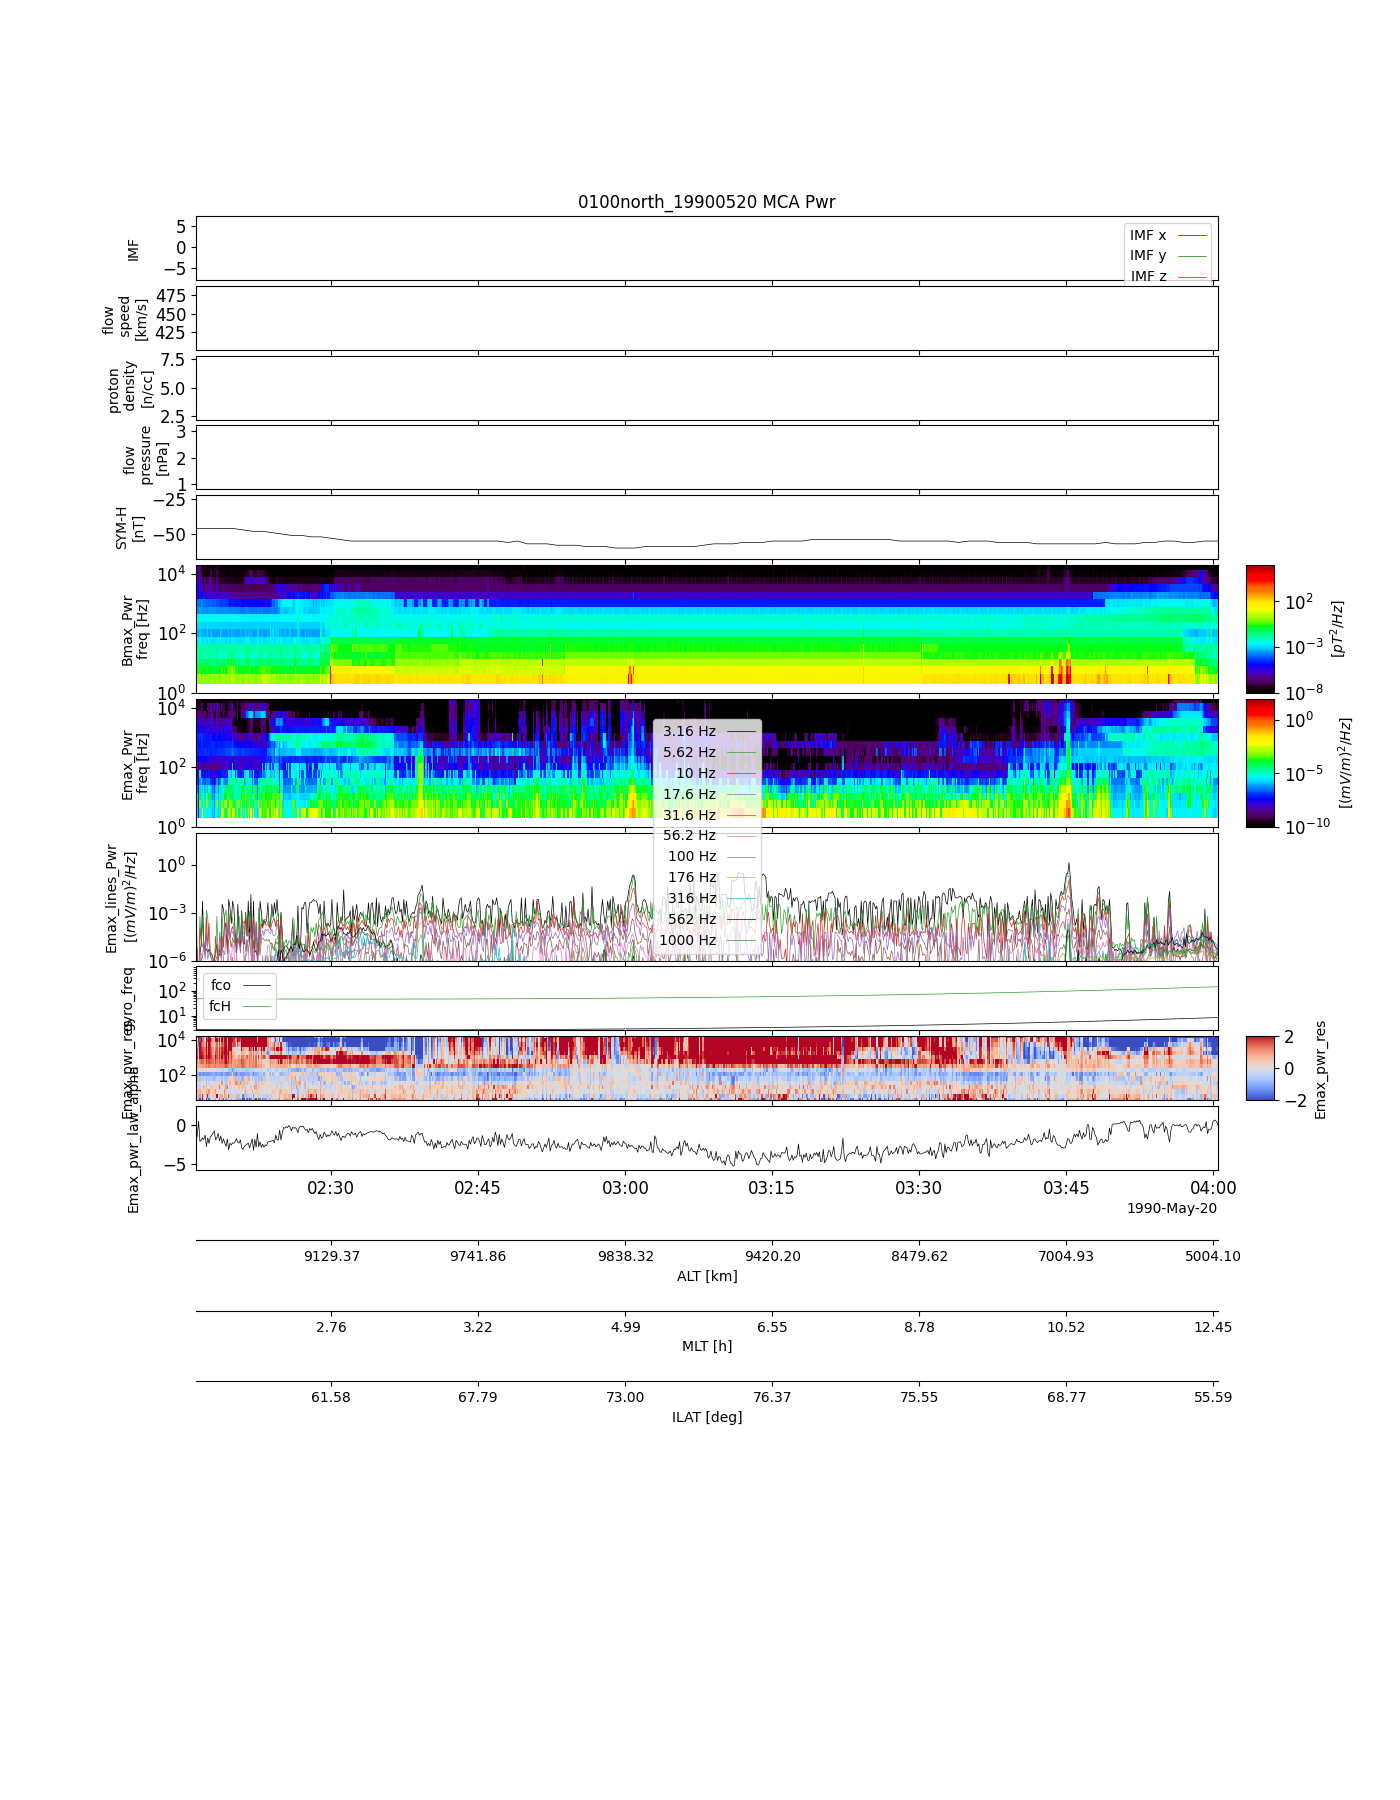 0100north_19900520 MCA Pwr
IMF
5
0
−5
IMF x
IMF y
IMF z
flow
speed
[km/s]
475
450
425
proton
density
[n/cc]
7.5
5.0
2.5
flow
pressure
[nPa]
3
2
1
SYM-H
[nT]
−25
−50
Bmax_Pwr
freq [Hz]
10^4
10^2
10^0
10^2
10^−3
10^−8
[pT^2/Hz]
Emax_Pwr
freq [Hz]
10^4
10^2
10^0
10^0
10^−5
10^−10
[(mV/m)^2/Hz]
3.16 Hz
5.62 Hz
10 Hz
17.6 Hz
31.6 Hz
56.2 Hz
100 Hz
176 Hz
316 Hz
562 Hz
1000 Hz
Emax_lines_Pwr
[(mV/m)^2/Hz]
10^0
10^−3
10^−6
gyro_freq
10^2
10^1
fco
fcH
Emax_pwr_res
10^4
10^2
2
0
−2
Emax_pwr_res
Emax_pwr_law_alpha
0
−5
02:30 02:45 03:00 03:15 03:30 03:45 04:00
1990-May-20
9129.37 9741.86 9838.32 9420.20 8479.62 7004.93 5004.10
ALT [km]
2.76 3.22 4.99 6.55 8.78 10.52 12.45
MLT [h]
61.58 67.79 73.00 76.37 75.55 68.77 55.59
ILAT [deg]